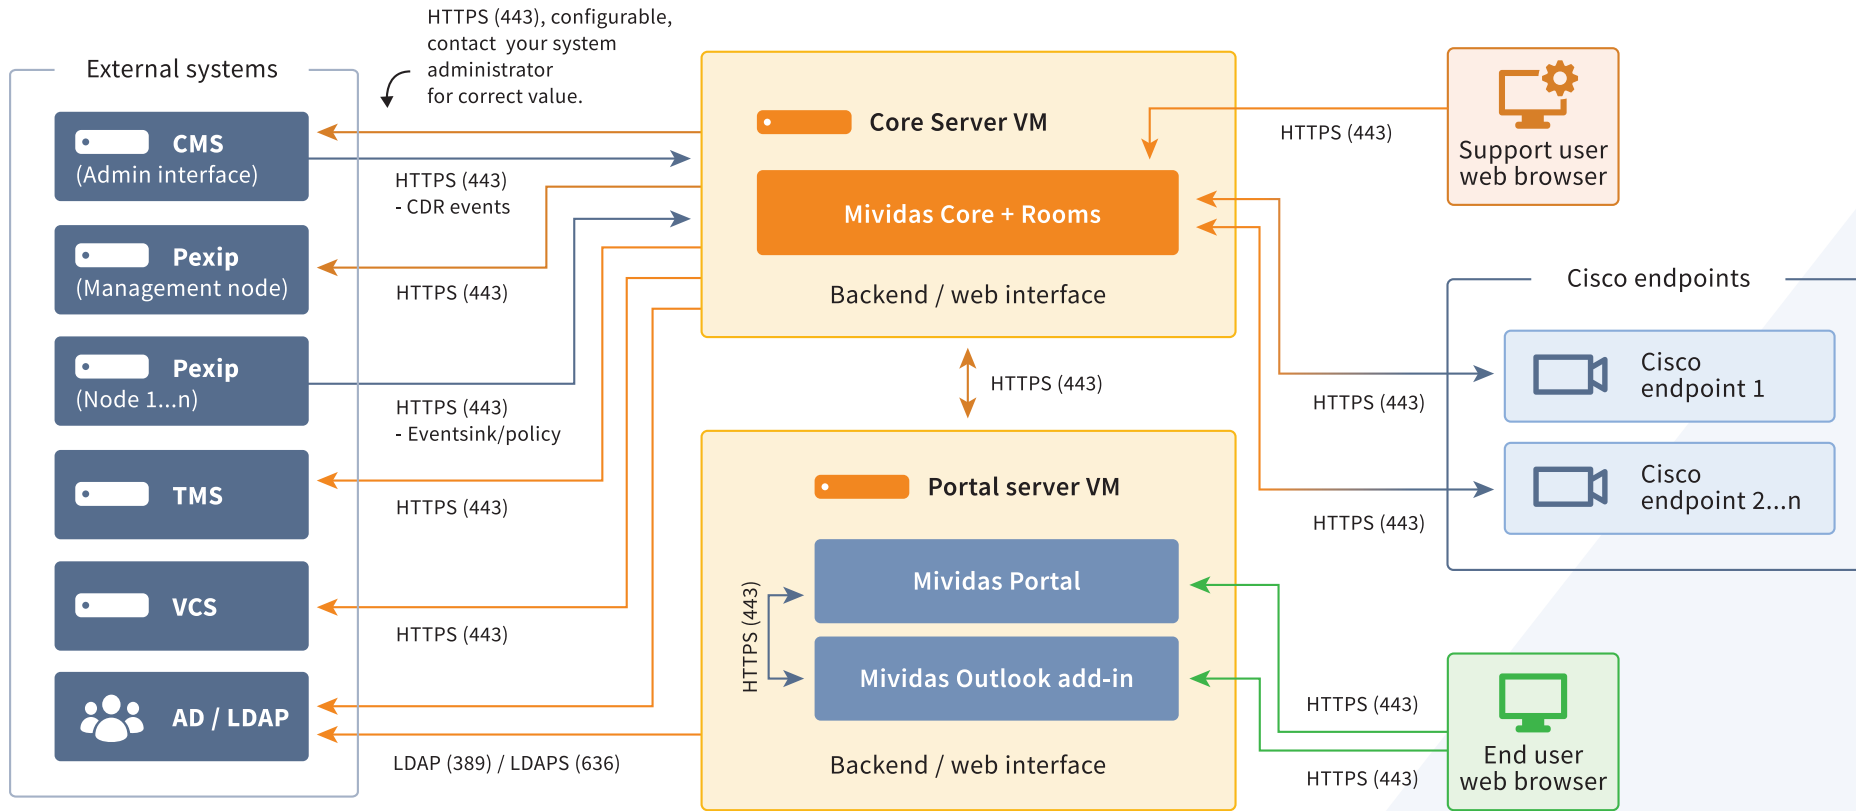 HTTPS (443), configurable,
contact your system
administrator
for correct value.
External systems
CMS
(Admin interface)
HTTPS (443)
- CDR events
Pexip
(Management node)
HTTPS (443)
Pexip
(Node 1...n)
HTTPS (443)
- Eventsink/policy
TMS
HTTPS (443)
VCS
HTTPS (443)
AD / LDAP
LDAP (389) / LDAPS (636)
Core Server VM
Mividas Core + Rooms
Backend / web interface
HTTPS (443)
Portal server VM
Mividas Portal
HTTPS (443)
Mividas Outlook add-in
Backend / web interface
HTTPS (443)
Support user
web browser
Cisco endpoints
Cisco
endpoint 1
HTTPS (443)
Cisco
endpoint 2...n
HTTPS (443)
HTTPS (443)
End user
web browser
HTTPS (443)